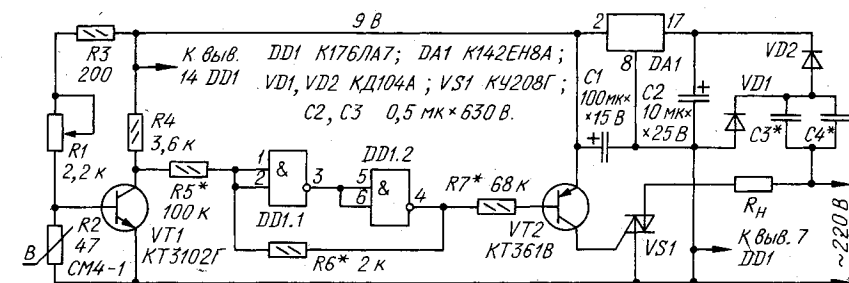 9 В
R3
200
К выв.
14 DD1
DD1 К176ЛА7; DA1 К142ЕН8А;
VD1, VD2 КД104А; VS1 КУ208Г;
С2, С3 0,5 мк×630 В.
2
17
8
DA1
VD2
VD1
C1
100мк×
×15 В
C2
10 мк×
×25 В
C3*
C4*
R1
2,2 к
R4
3,6 к
R5*
100 к
1
2
&
3
DD1.1
DD1.2
5
6
&
4
R7* 68 к
R6* 2 к
VT1
КТ3102Г
R2
47
СМ4-1
В
VT2
КТ361В
VS1
Rн
К выв. 7
DD1
~220 В
+
+